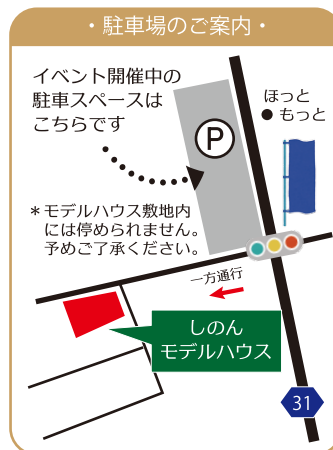 ・駐車場のご案内・
イベント開催中の
駐車スペースは
こちらです
P
ほっと
もっと
＊モデルハウス敷地内
には停められません。
予めご了承ください。
一方通行
しのん
モデルハウス
31